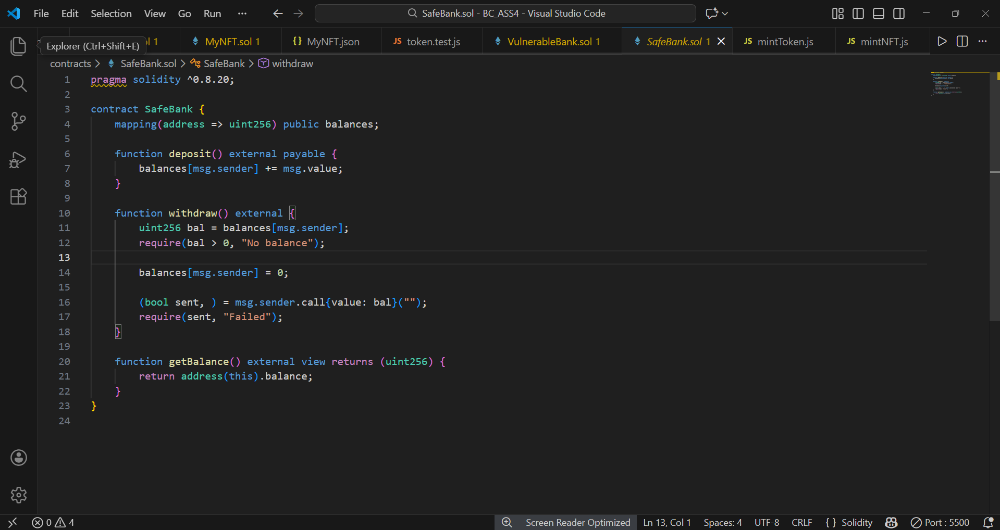 File Edit Selection View Go Run ··· SafeBank.sol - BC_ASS4 - Visual Studio Code
Explorer (Ctrl+Shift+E) l 1 MyNFT.sol 1 {} MyNFT.json JS token.test.js VulnerableBank.sol 1 SafeBank.sol 1 JS mintToken.js JS mintNFT.js ···
contracts > SafeBank.sol > SafeBank > withdraw
1 pragma solidity ^0.8.20;
2
3 contract SafeBank {
4 mapping(address => uint256) public balances;
5
6 function deposit() external payable {
7 balances[msg.sender] += msg.value;
8 }
9
10 function withdraw() external {
11 uint256 bal = balances[msg.sender];
12 require(bal > 0, "No balance");
13
14 balances[msg.sender] = 0;
15
16 (bool sent, ) = msg.sender.call{value: bal}("");
17 require(sent, "Failed");
18 }
19
20 function getBalance() external view returns (uint256) {
21 return address(this).balance;
22 }
23 }
24
0 4 Screen Reader Optimized Ln 13, Col 1 Spaces: 4 UTF-8 CRLF {} Solidity Port : 5500